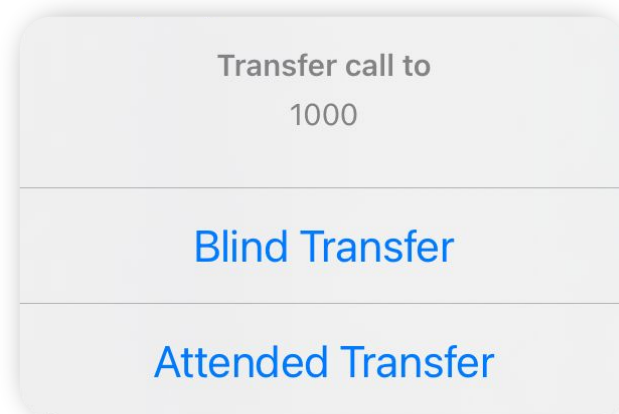 Transfer call to
1000
Blind Transfer
Attended Transfer